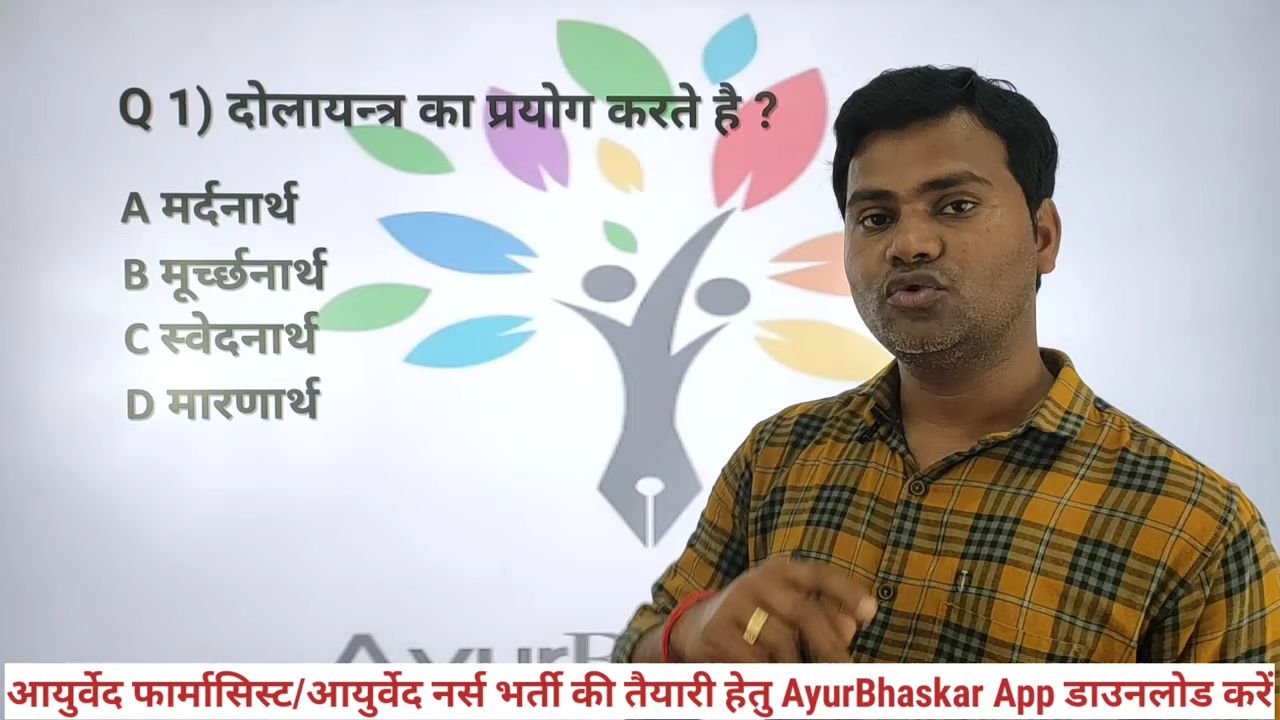 Q 1) दोलायन्त्र का प्रयोग करते है ?
A मर्दनार्थ
B मूर्च्छनार्थ
C स्वेदनार्थ
D मारणार्थ
आयुर्वेद फार्मासिस्ट/आयुर्वेद नर्स भर्ती की तैयारी हेतु AyurBhaskar App डाउनलोड करें